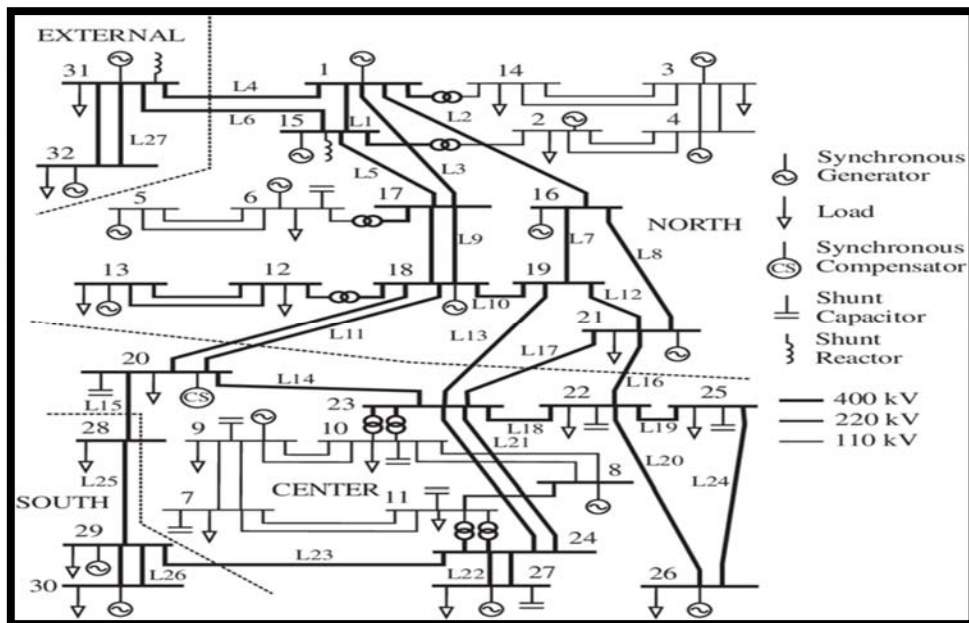 EXTERNAL
31
1
14
3
L4
L6
15
L1
L2
2
4
L27
32
L5
L3
17
16
NORTH
5
6
L9
L7
L8
13
12
18
19
L10
L12
21
L11
L13
L17
20
L14
L16
L15
23
22
25
28
9
10
L18
L19
L21
8
L20
L24
L25
CENTER
SOUTH
7
11
29
L23
24
30
L26
L22
27
26
Synchronous
Generator
Load
Synchronous
CS
Compensator
Shunt
Capacitor
Shunt
Reactor
CS
400 kV
220 kV
110 kV